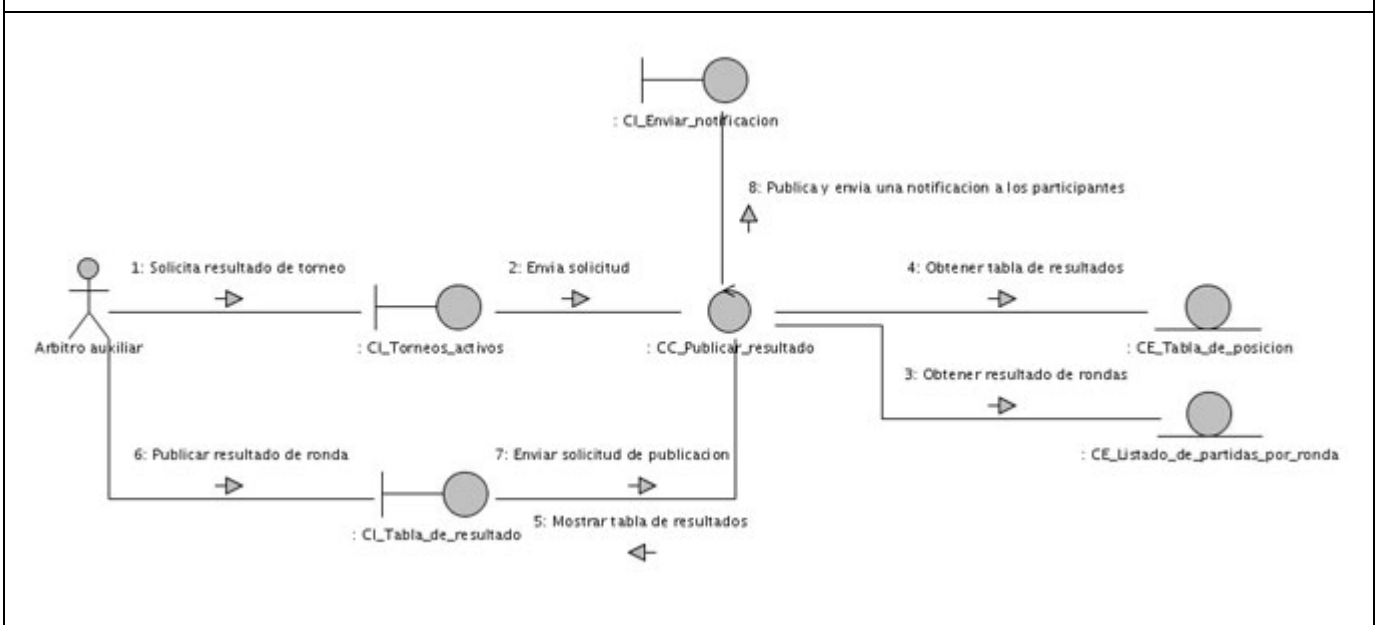 : CI_Enviar_notificacion
8: Publica y envia una notificacion a los participantes
1: Solicita resultado de torneo
2: Envia solicitud
4: Obtener tabla de resultados
Arbitro auxiliar
: CI_Torneos_activos
: CC_Publicar_resultado
: CE_Tabla_de_posicion
3: Obtener resultado de rondas
6: Publicar resultado de ronda
7: Enviar solicitud de publicacion
: CE_Listado_de_partidas_por_ronda
5: Mostrar tabla de resultados
: CI_Tabla_de_resultado